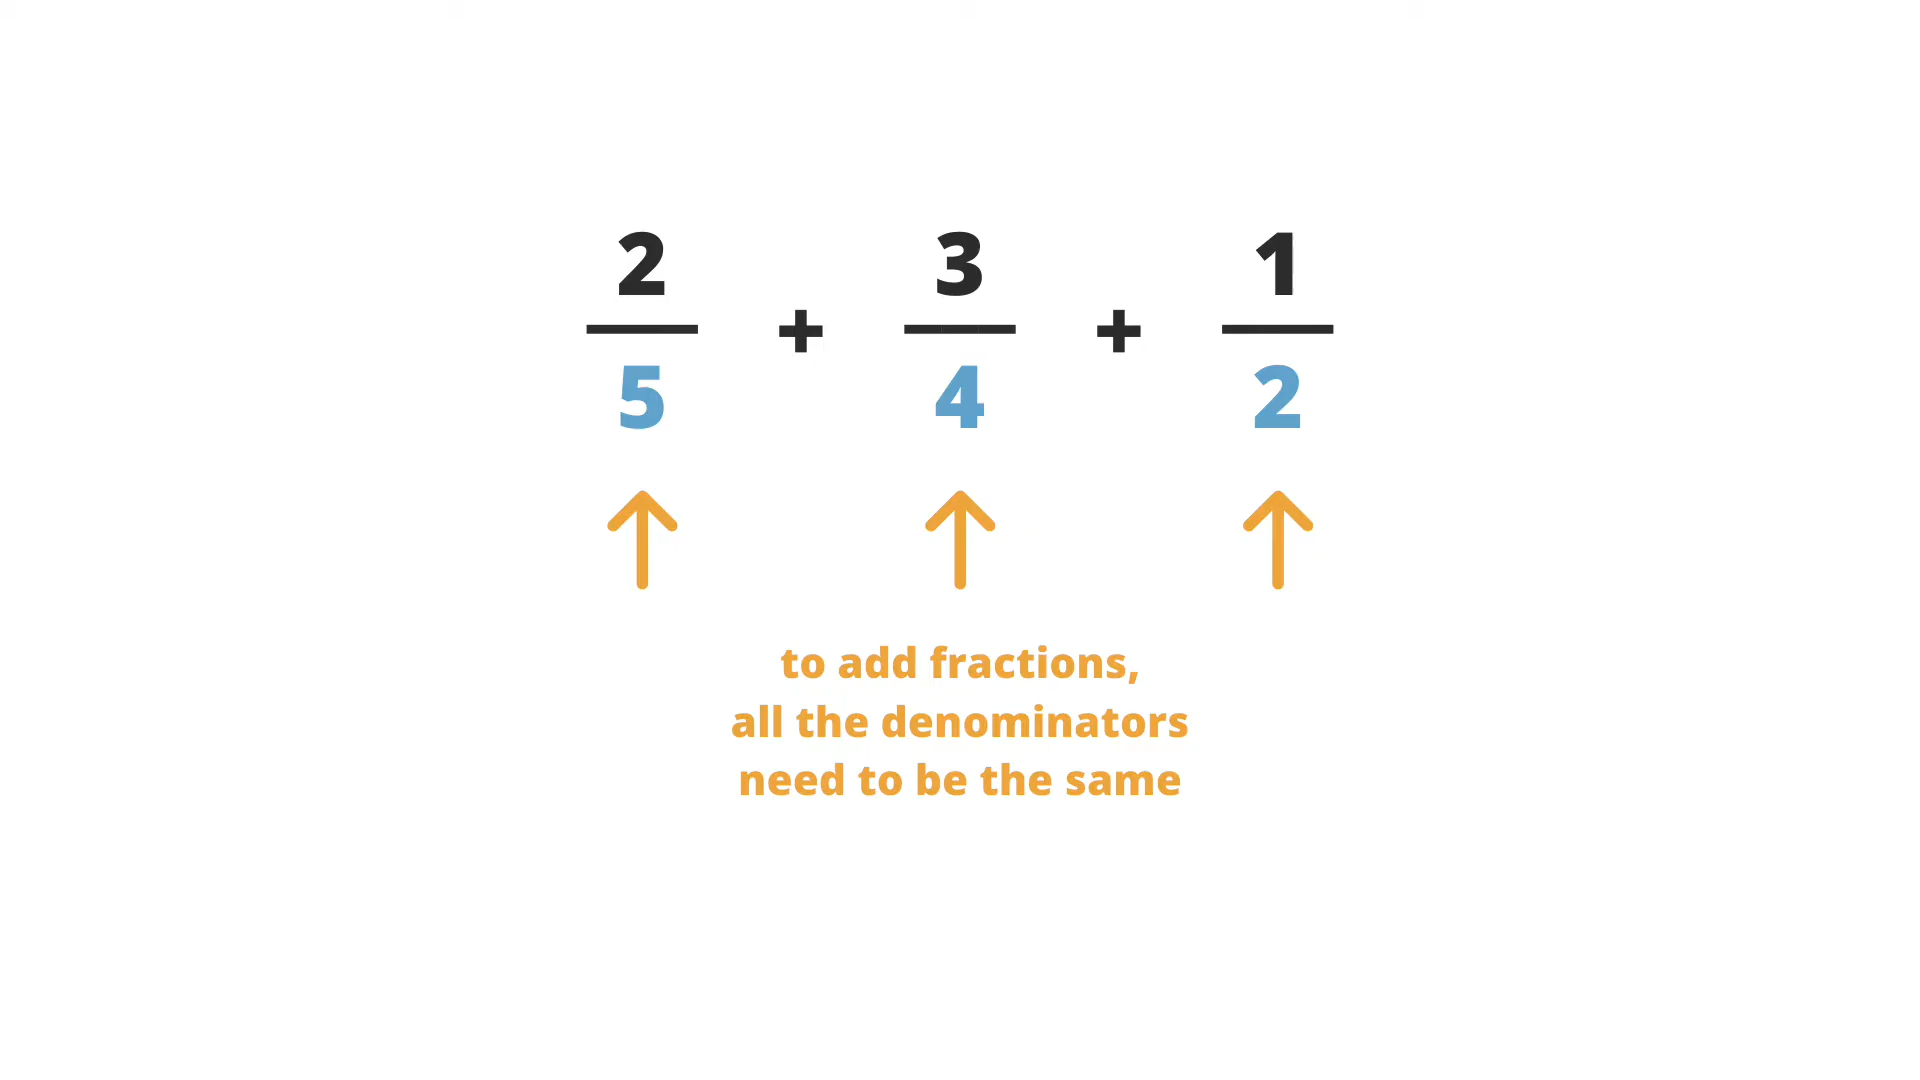 2 + 3 + 1
5 4 2
to add fractions,
all the denominators
need to be the same